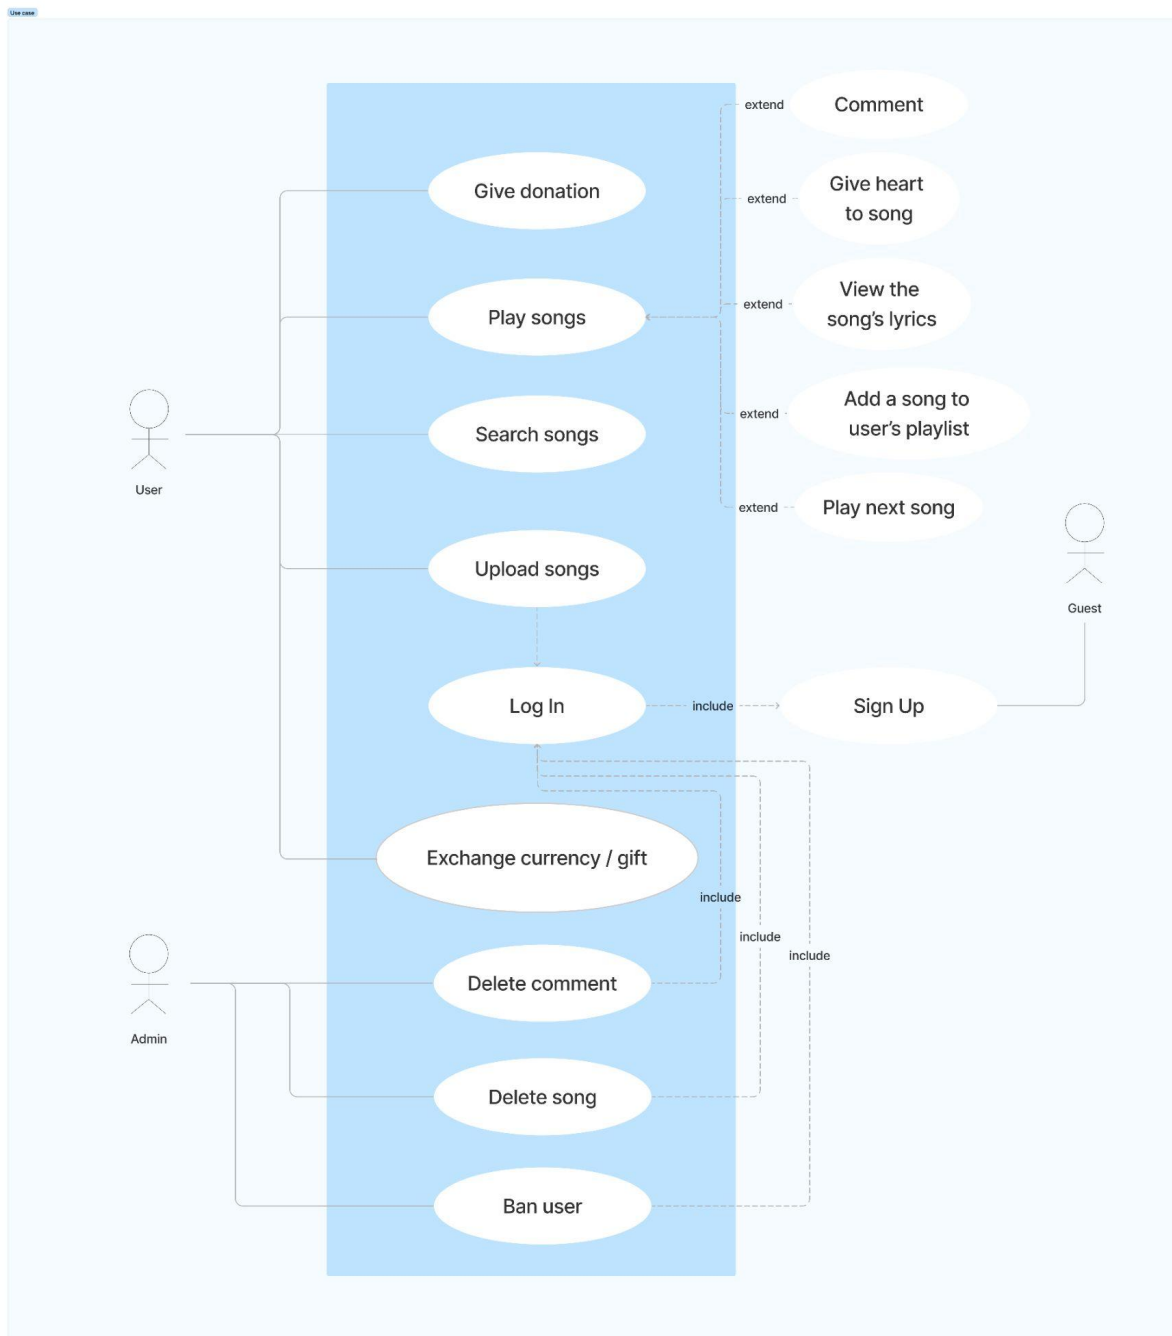 Use case
extend
Comment
Give donation
Give heart
to song
extend
View the
song's lyrics
extend
Play songs
Add a song to
user's playlist
extend
Search songs
User
extend
Play next song
Upload songs
Guest
Log In
include
Sign Up
Exchange currency / gift
include
include
include
Delete comment
Admin
Delete song
Ban user